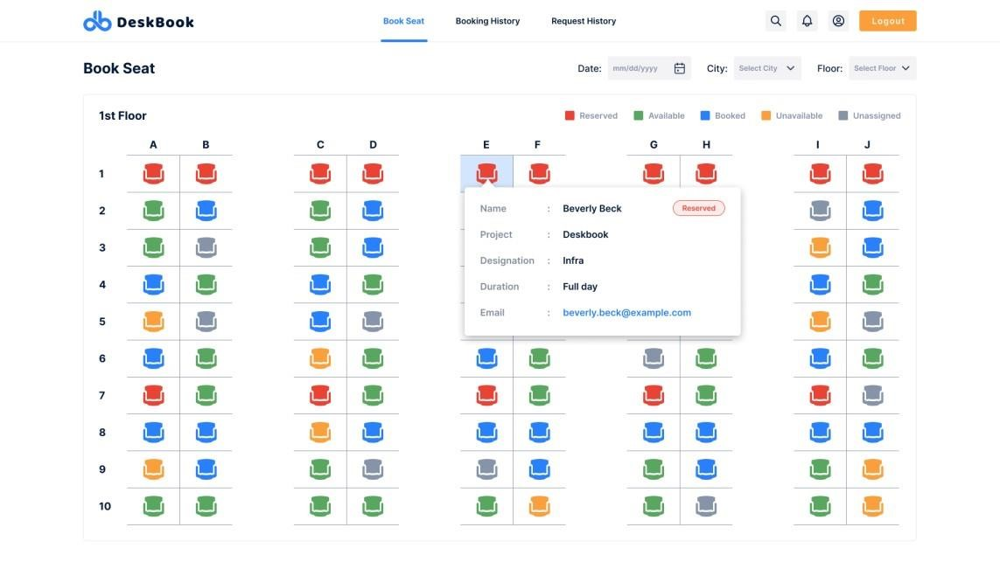 DeskBook Book Seat Booking History Request History Logout
Book Seat Date: mm/dd/yyyy City: Select City Floor: Select Floor
1st Floor Reserved Available Booked Unavailable Unassigned
A B C D E F G H I J
1
2
Name : Beverly Beck Reserved
Project : Deskbook
3
Designation : Infra
4
Duration : Full day
Email : beverly.beck@example.com
5
6
7
8
9
10